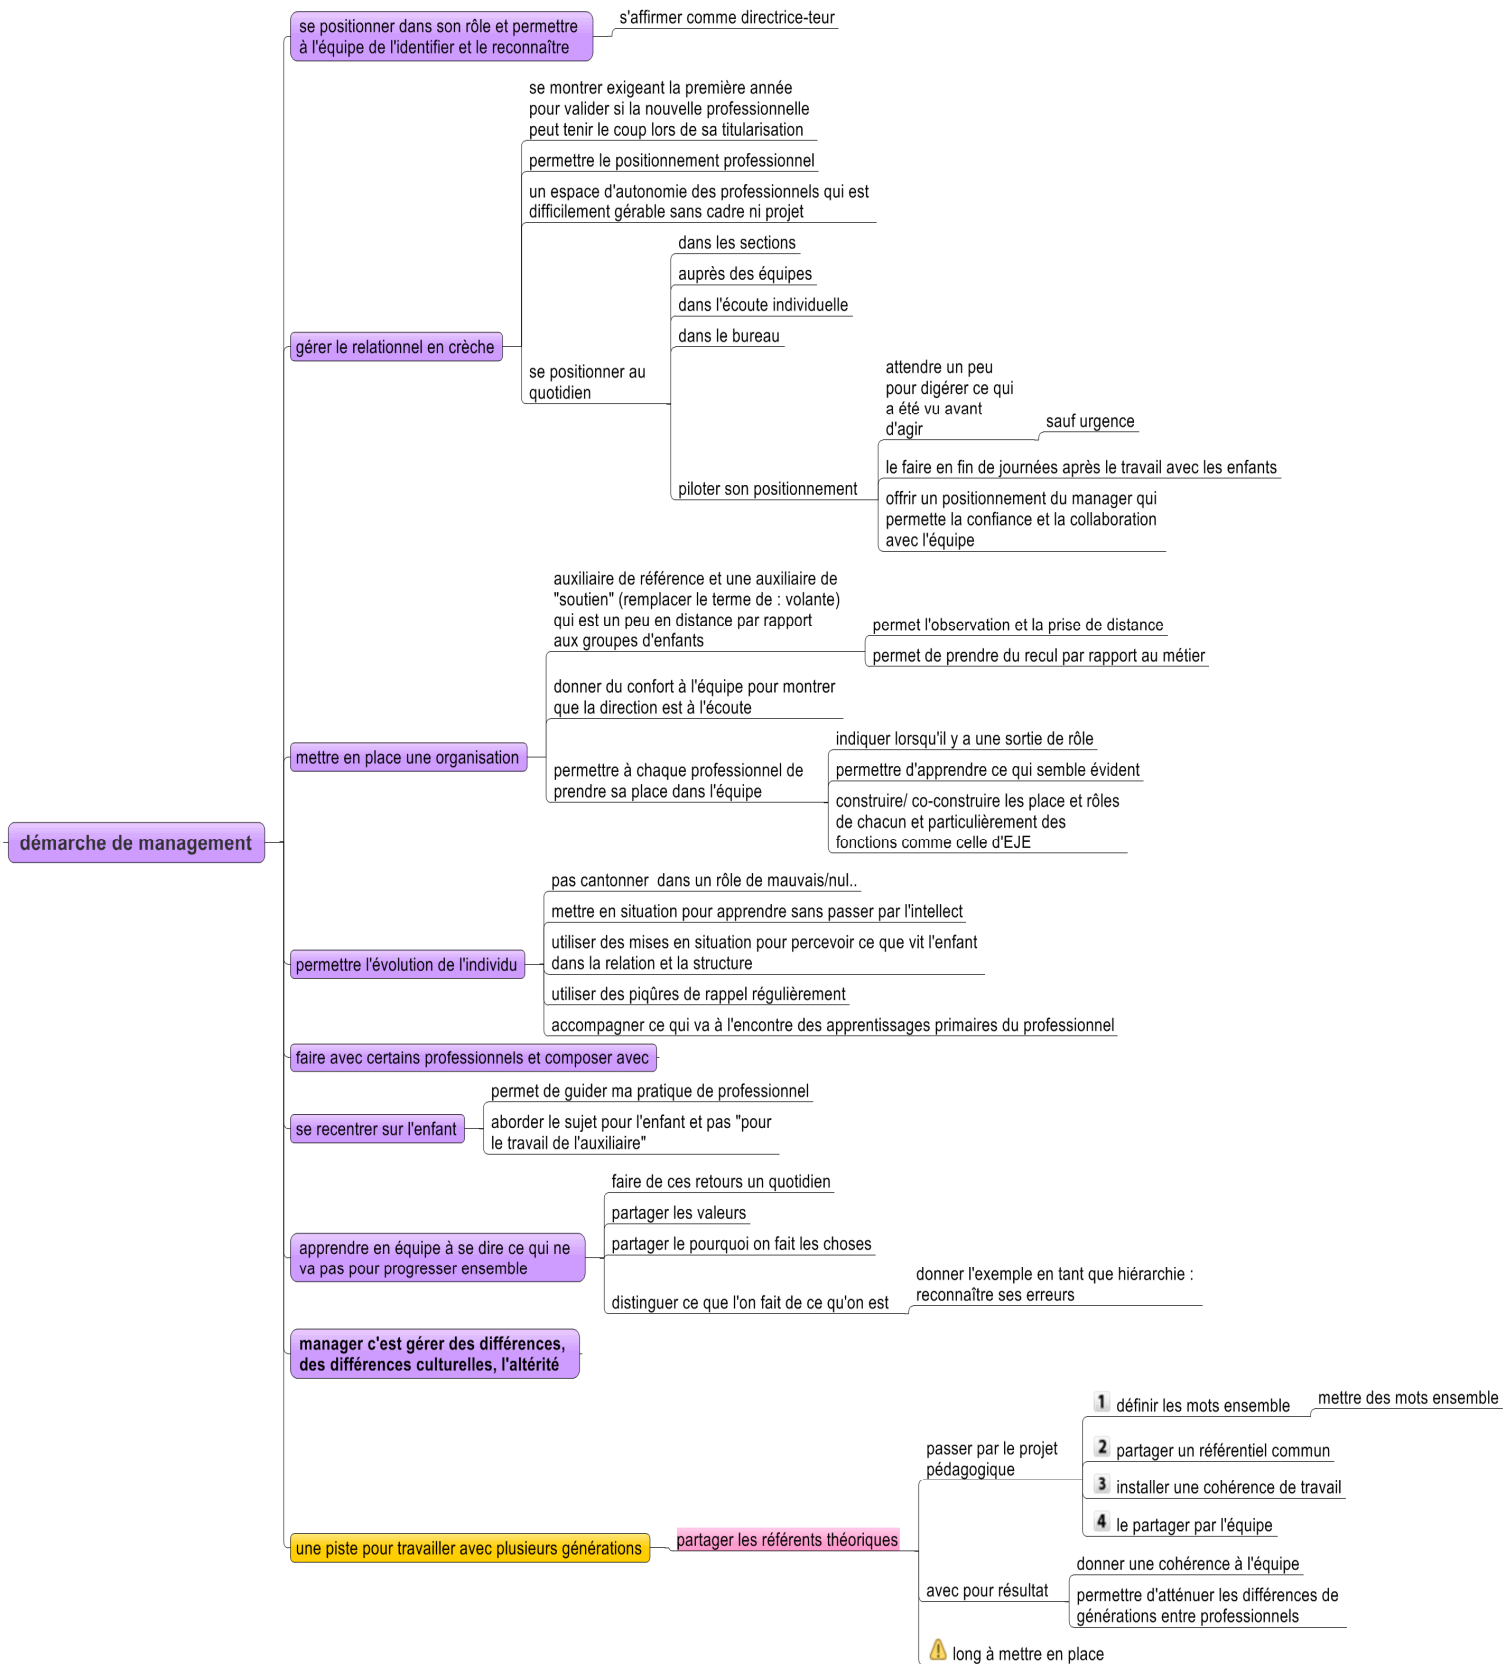 démarche de management
se positionner dans son rôle et permettre
à l'équipe de l'identifier et le reconnaître
s'affirmer comme directrice-teur
gérer le relationnel en crèche
se montrer exigeant la première année
pour valider si la nouvelle professionnelle
peut tenir le coup lors de sa titularisation
permettre le positionnement professionnel
un espace d'autonomie des professionnels qui est
difficilement gérable sans cadre ni projet
se positionner au
quotidien
dans les sections
auprès des équipes
dans l'écoute individuelle
dans le bureau
piloter son positionnement
attendre un peu
pour digérer ce qui
a été vu avant
d'agir
sauf urgence
le faire en fin de journées après le travail avec les enfants
offrir un positionnement du manager qui
permette la confiance et la collaboration
avec l'équipe
mettre en place une organisation
auxiliaire de référence et une auxiliaire de
"soutien" (remplacer le terme de : volante)
qui est un peu en distance par rapport
aux groupes d'enfants
permet l'observation et la prise de distance
permet de prendre du recul par rapport au métier
donner du confort à l'équipe pour montrer
que la direction est à l'écoute
permettre à chaque professionnel de
prendre sa place dans l'équipe
indiquer lorsqu'il y a une sortie de rôle
permettre d'apprendre ce qui semble évident
construire/ co-construire les place et rôles
de chacun et particulièrement des
fonctions comme celle d'EJE
permettre l'évolution de l'individu
pas cantonner  dans un rôle de mauvais/nul..
mettre en situation pour apprendre sans passer par l'intellect
utiliser des mises en situation pour percevoir ce que vit l'enfant
dans la relation et la structure
utiliser des piqûres de rappel régulièrement
accompagner ce qui va à l'encontre des apprentissages primaires du professionnel
faire avec certains professionnels et composer avec
se recentrer sur l'enfant
permet de guider ma pratique de professionnel
aborder le sujet pour l'enfant et pas "pour
le travail de l'auxiliaire"
apprendre en équipe à se dire ce qui ne
va pas pour progresser ensemble
faire de ces retours un quotidien
partager les valeurs
partager le pourquoi on fait les choses
distinguer ce que l'on fait de ce qu'on est
donner l'exemple en tant que hiérarchie :
reconnaître ses erreurs
manager c'est gérer des différences,
des différences culturelles, l'altérité
une piste pour travailler avec plusieurs générations
partager les référents théoriques
passer par le projet
pédagogique
1 définir les mots ensemble
mettre des mots ensemble
2 partager un référentiel commun
3 installer une cohérence de travail
4 le partager par l'équipe
avec pour résultat
donner une cohérence à l'équipe
permettre d'atténuer les différences de
générations entre professionnels
long à mettre en place